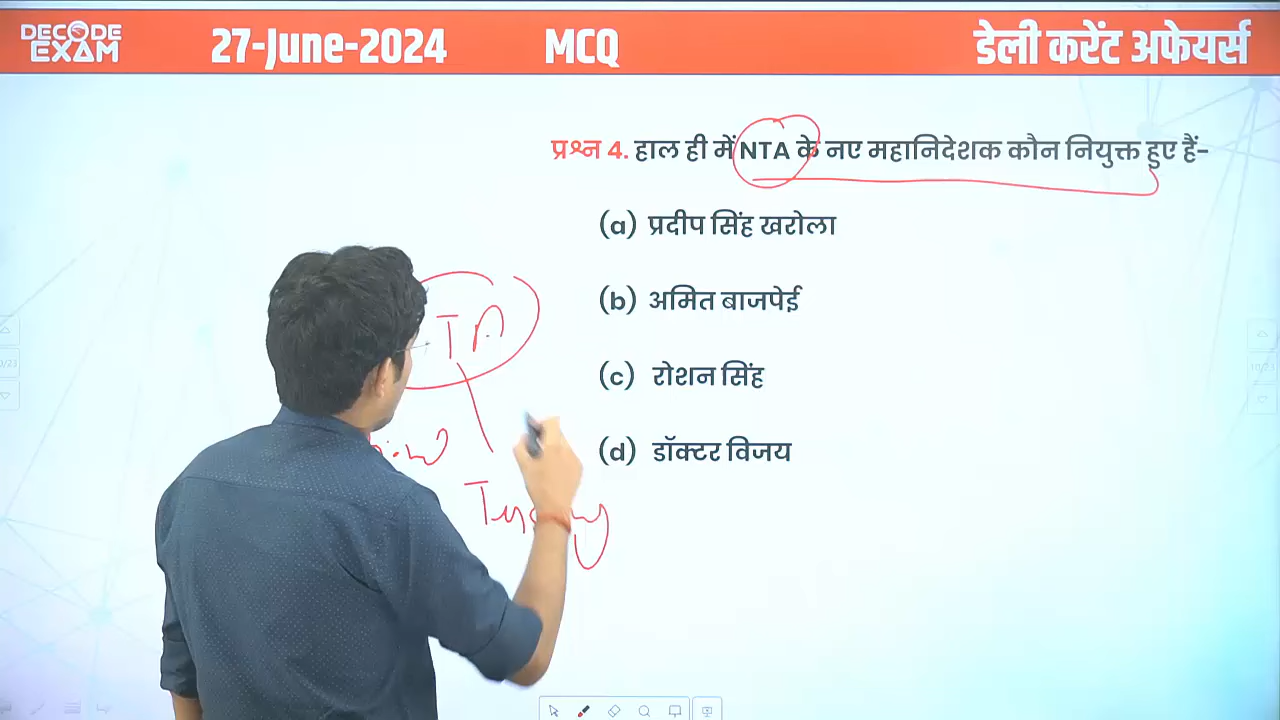 DECODE EXAM
27-June-2024
MCQ
डेली करेंट अफेयर्स
प्रश्न 4. हाल ही में NTA के नए महानिदेशक कौन नियुक्त हुए हैं-
(a) प्रदीप सिंह खरोला
(b) अमित बाजपेई
(c) रोशन सिंह
(d) डॉक्टर विजय
TA